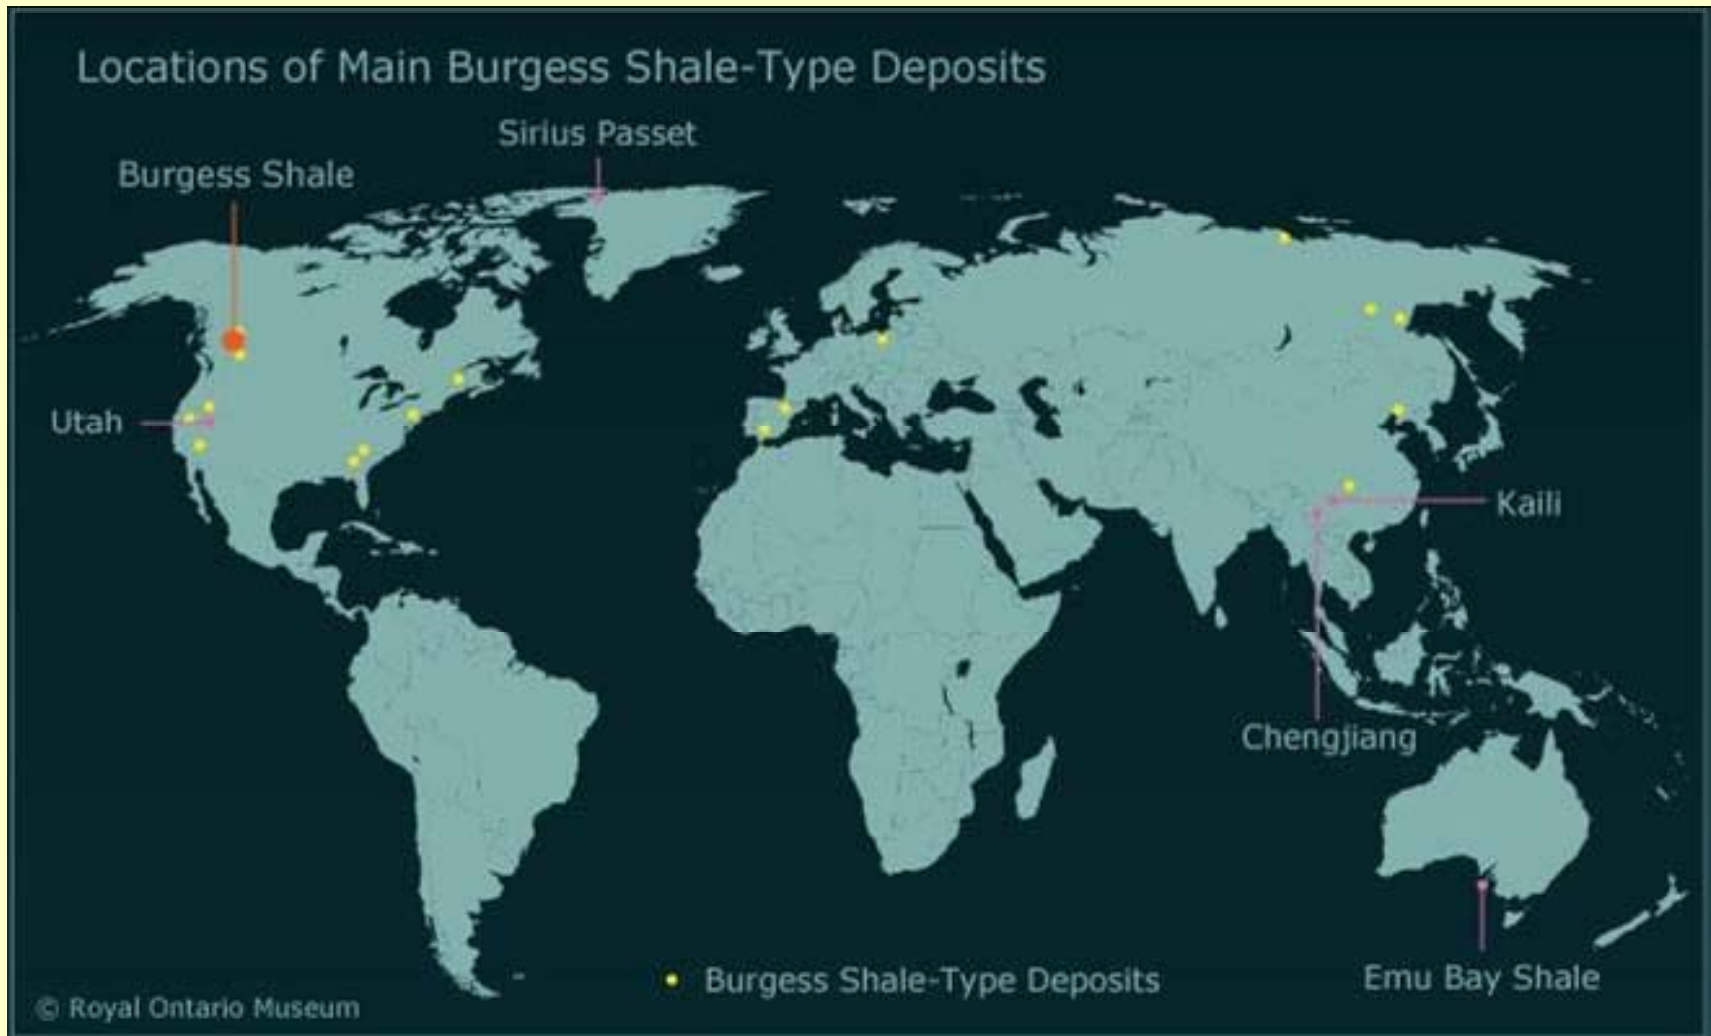 Locations of Main Burgess Shale-Type Deposits
Sirius Passet
Burgess Shale
Utah
Kaili
Chengjiang
Burgess Shale-Type Deposits
Emu Bay Shale
© Royal Ontario Museum